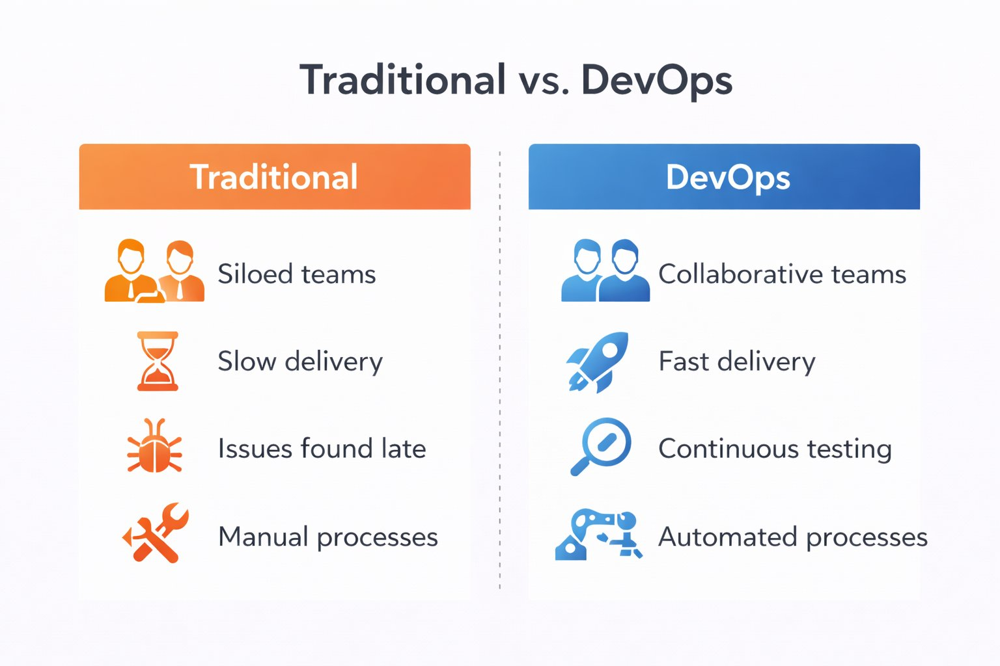 Traditional vs. DevOps
Traditional
Siloed teams
Slow delivery
Issues found late
Manual processes
DevOps
Collaborative teams
Fast delivery
Continuous testing
Automated processes